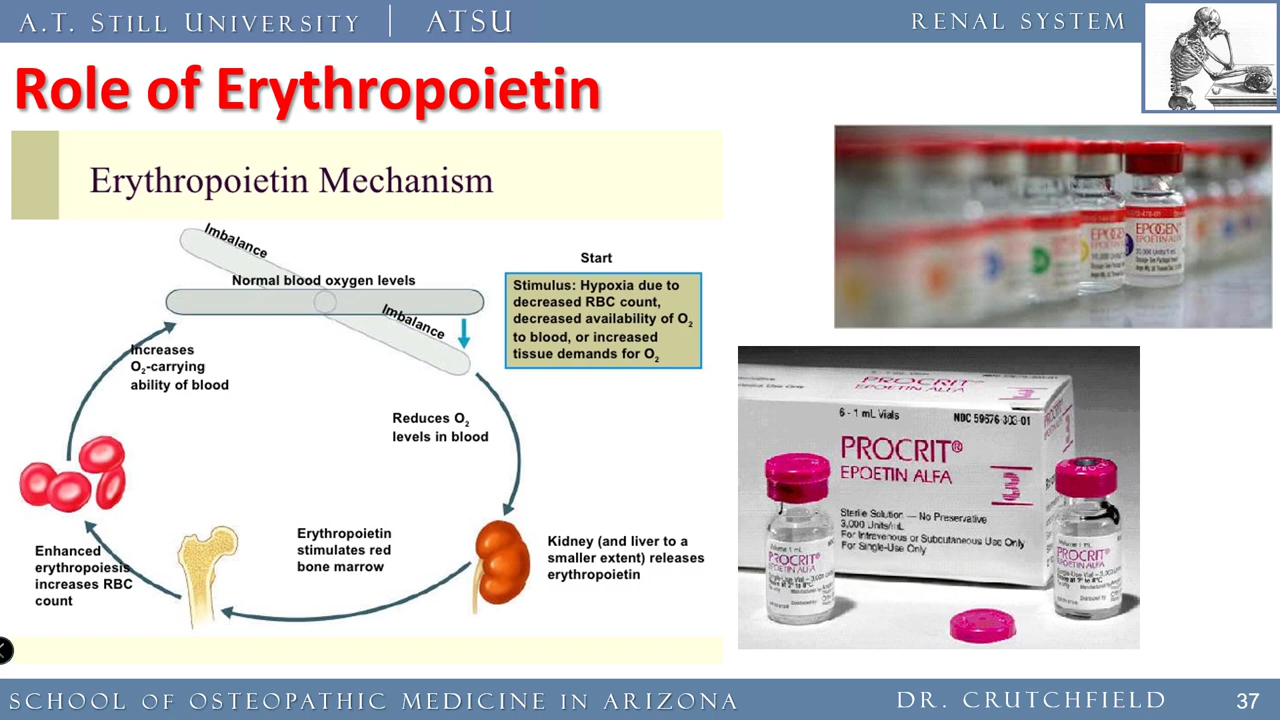 A.T. STILL UNIVERSITY | ATSU
RENAL SYSTEM
Role of Erythropoietin
Erythropoietin Mechanism
Imbalance
Normal blood oxygen levels
Imbalance
Start
Stimulus: Hypoxia due to
decreased RBC count,
decreased availability of O2
to blood, or increased
tissue demands for O2
Increases
O2-carrying
ability of blood
Reduces O2
levels in blood
Erythropoietin
stimulates red
bone marrow
Kidney (and liver to a
smaller extent) releases
erythropoietin
Enhanced
erythropoiesis
increases RBC
count
EPOGEN
EPOETIN ALFA
EPOGEN
EPOETIN ALFA
PROCRIT
EPOETIN ALFA
6 - 1 mL Vials
NDC 59676-303-01
PROCRIT®
EPOETIN ALFA
Sterile Solution — No Preservative
3,000 Units/mL
For Intravenous or Subcutaneous Use Only
For Single-Use Only
PROCRIT
EPOETIN ALFA
PROCRIT
EPOETIN ALFA
SCHOOL OF OSTEOPATHIC MEDICINE IN ARIZONA
DR. CRUTCHFIELD
37